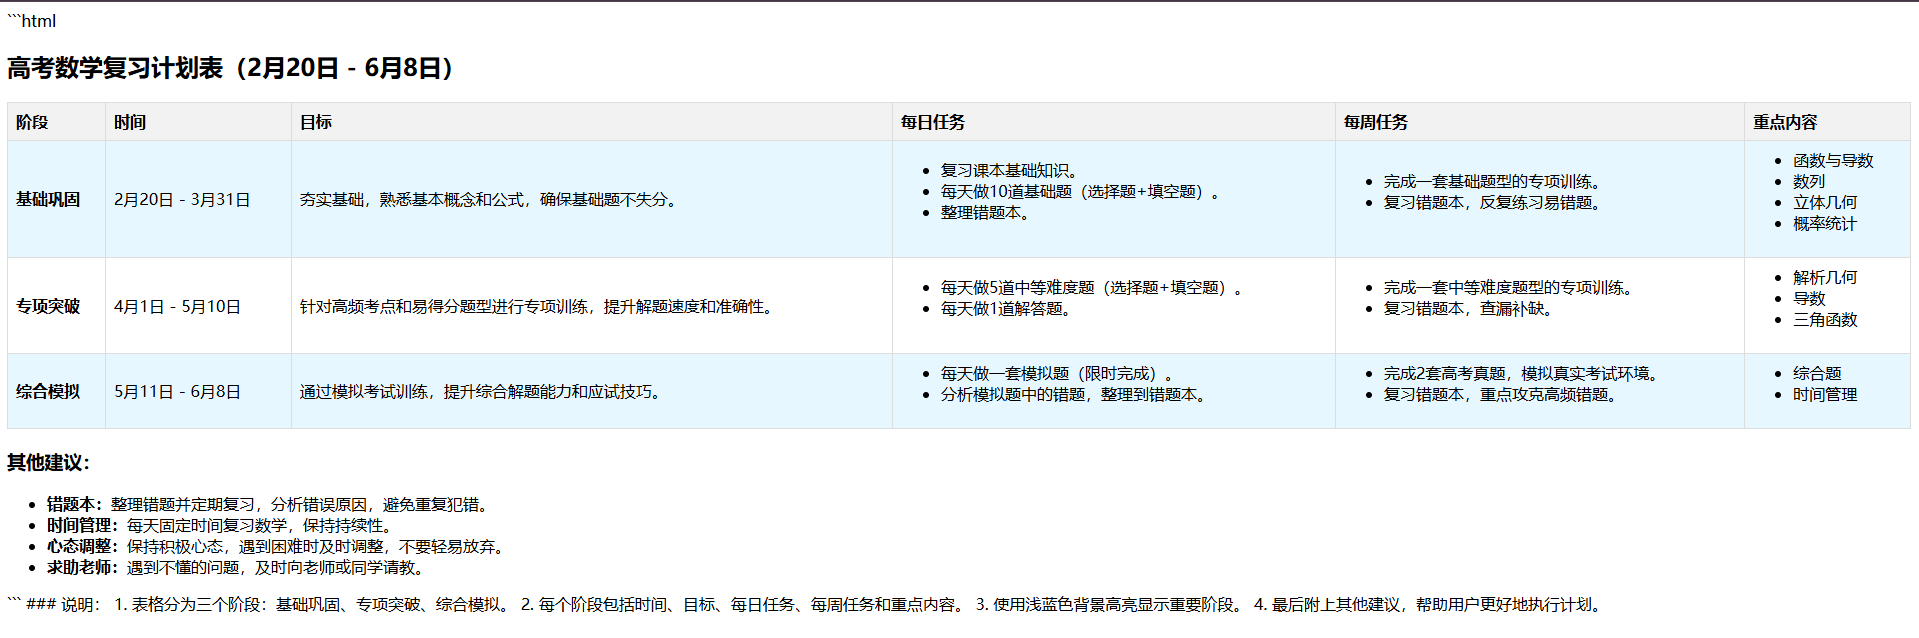 ```html
高考数学复习计划表（2月20日 - 6月8日）
阶段 时间 目标 每日任务 每周任务 重点内容
基础巩固
2月20日 - 3月31日
夯实基础，熟悉基本概念和公式，确保基础题不失分。
复习课本基础知识。
每天做10道基础题（选择题+填空题）。
整理错题本。
完成一套基础题型的专项训练。
复习错题本，反复练习易错题。
函数与导数
数列
立体几何
概率统计
专项突破
4月1日 - 5月10日
针对高频考点和易得分题型进行专项训练，提升解题速度和准确性。
每天做5道中等难度题（选择题+填空题）。
每天做1道解答题。
完成一套中等难度题型的专项训练。
复习错题本，查漏补缺。
解析几何
导数
三角函数
综合模拟
5月11日 - 6月8日
通过模拟考试训练，提升综合解题能力和应试技巧。
每天做一套模拟题（限时完成）。
分析模拟题中的错题，整理到错题本。
完成2套高考真题，模拟真实考试环境。
复习错题本，重点攻克高频错题。
综合题
时间管理
其他建议：
错题本：整理错题并定期复习，分析错误原因，避免重复犯错。
时间管理：每天固定时间复习数学，保持持续性。
心态调整：保持积极心态，遇到困难时及时调整，不要轻易放弃。
求助老师：遇到不懂的问题，及时向老师或同学请教。
``` ### 说明： 1. 表格分为三个阶段：基础巩固、专项突破、综合模拟。 2. 每个阶段包括时间、目标、每日任务、每周任务和重点内容。 3. 使用浅蓝色背景高亮显示重要阶段。 4. 最后附上其他建议，帮助用户更好地执行计划。